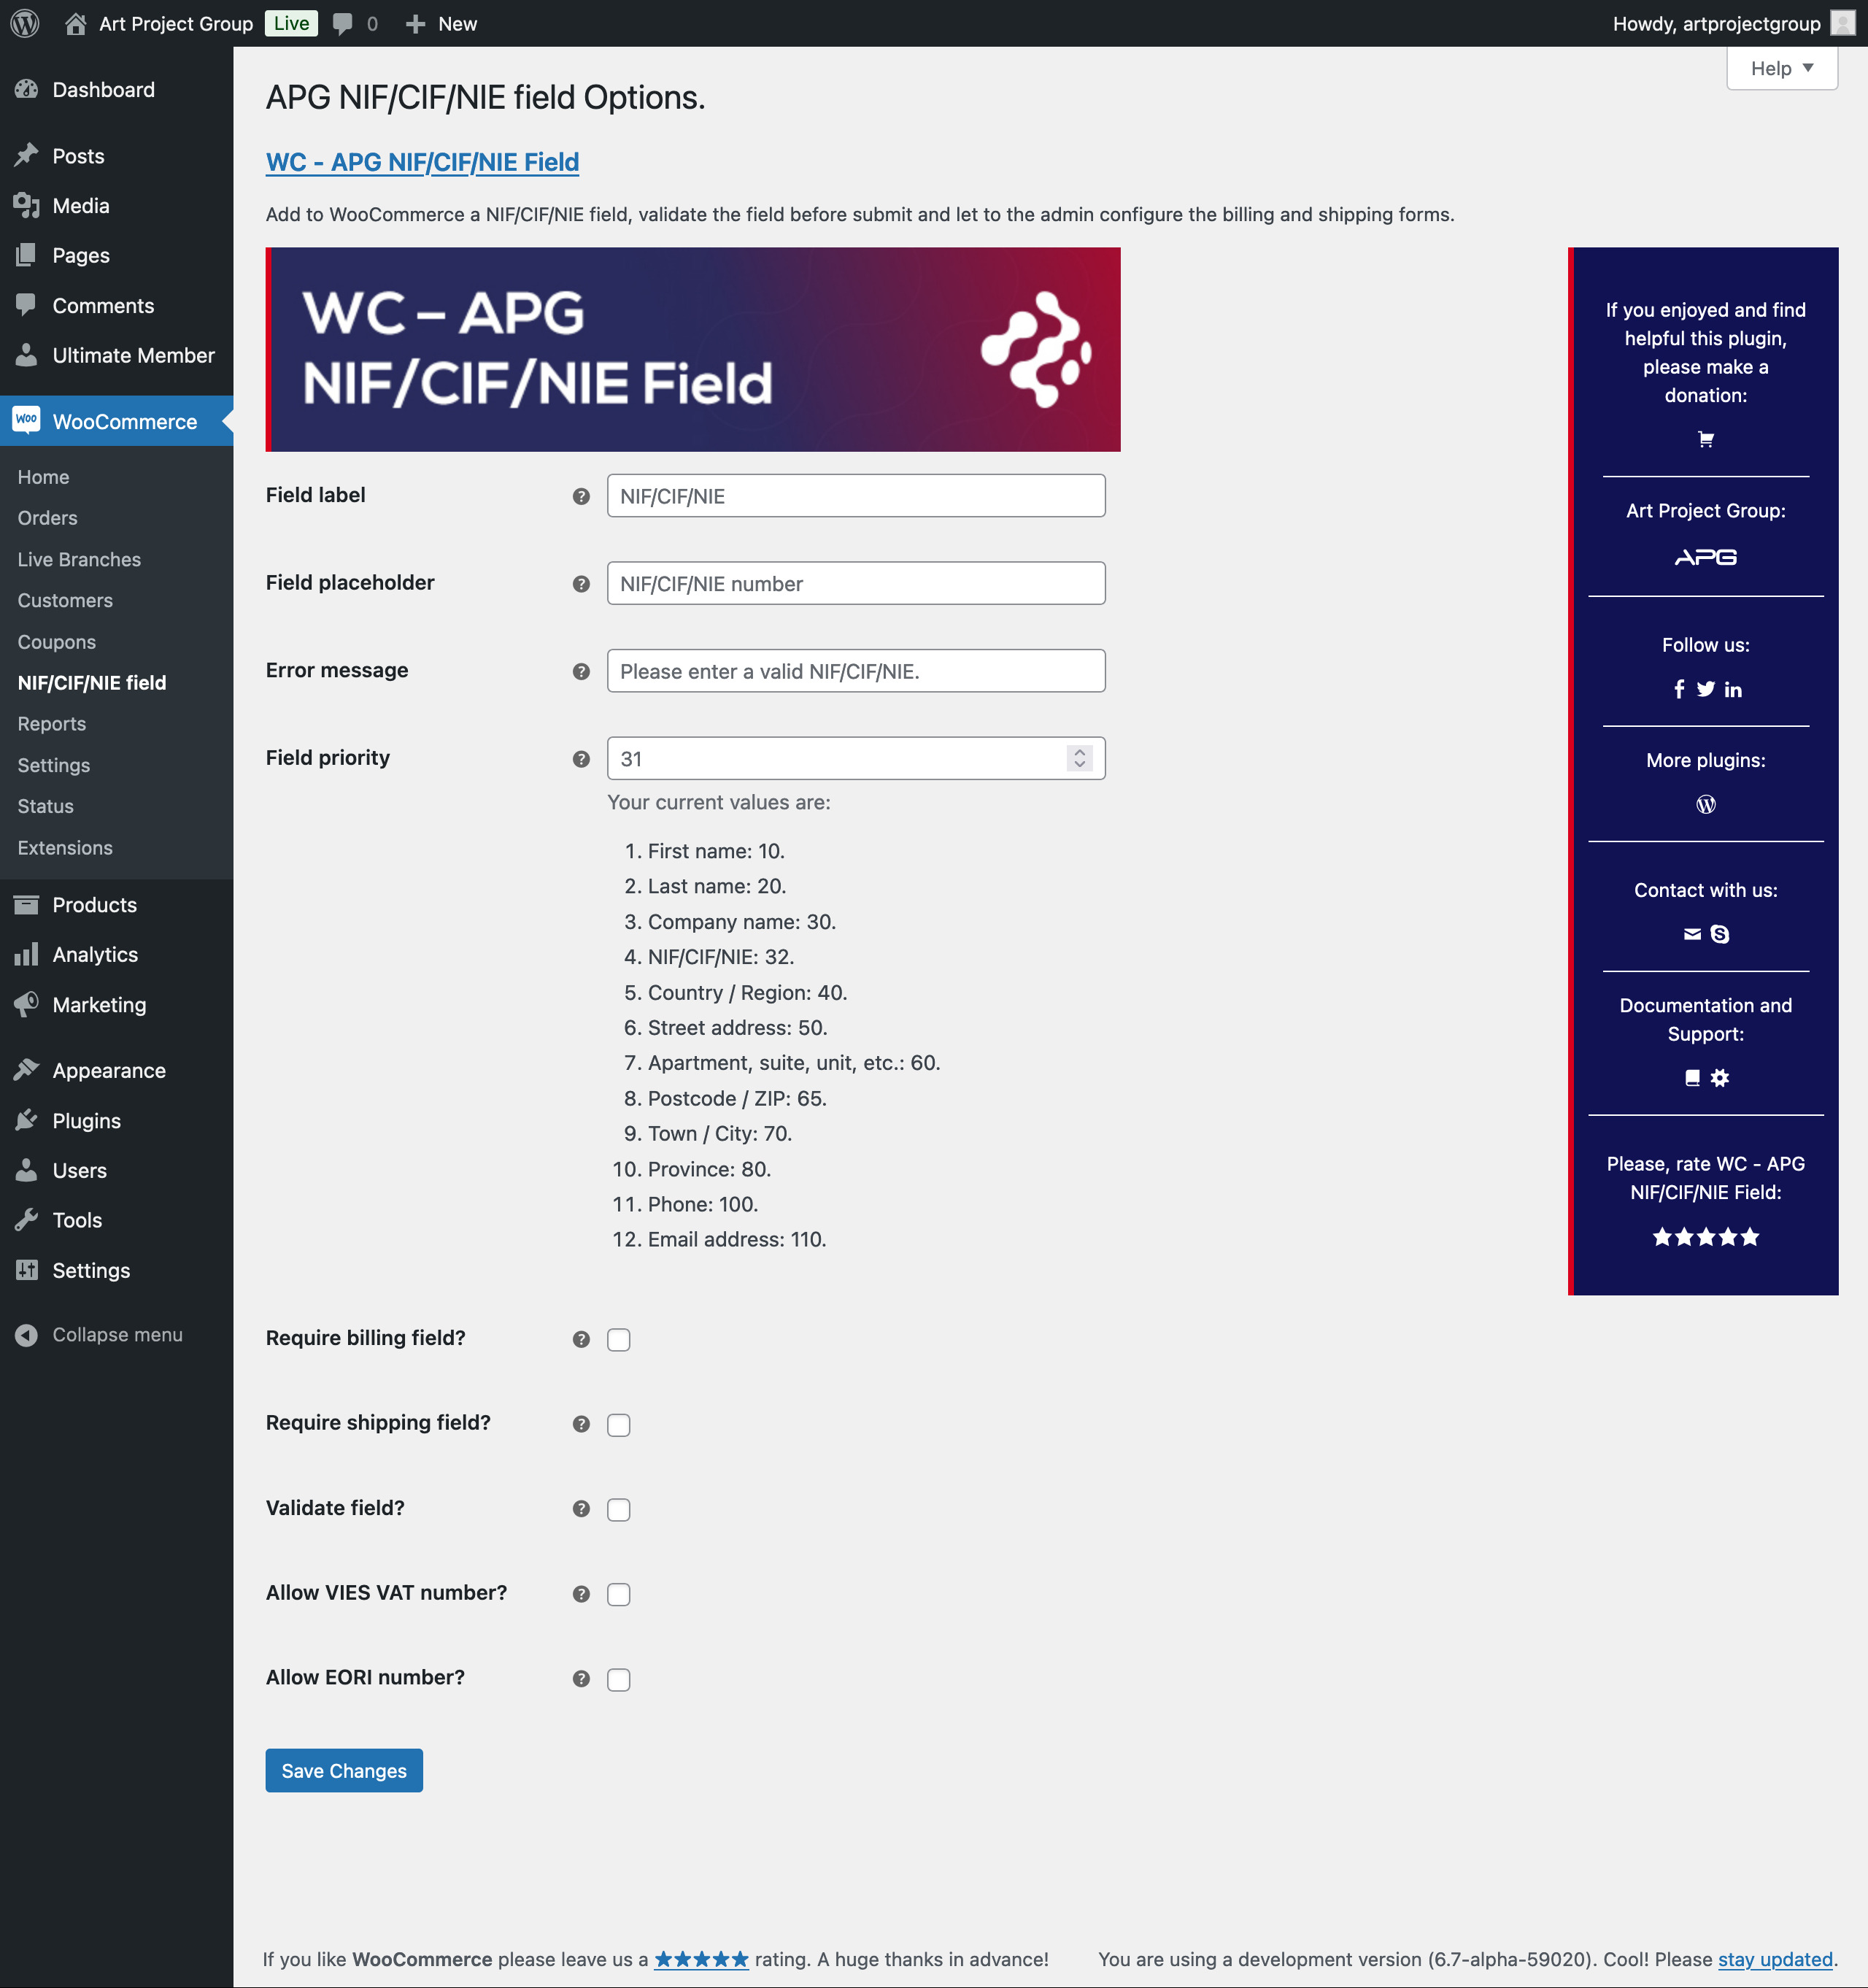 Art Project Group Live 0 New
Howdy, artprojectgroup
Help
Dashboard
Posts
Media
Pages
Comments
Ultimate Member
WooCommerce
Home
Orders
Live Branches
Customers
Coupons
NIF/CIF/NIE field
Reports
Settings
Status
Extensions
Products
Analytics
Marketing
Appearance
Plugins
Users
Tools
Settings
Collapse menu
APG NIF/CIF/NIE field Options.
WC - APG NIF/CIF/NIE Field
Add to WooCommerce a NIF/CIF/NIE field, validate the field before submit and let to the admin configure the billing and shipping forms.
WC – APG
NIF/CIF/NIE Field
Field label
NIF/CIF/NIE
Field placeholder
NIF/CIF/NIE number
Error message
Please enter a valid NIF/CIF/NIE.
Field priority
31
Your current values are:
1. First name: 10.
2. Last name: 20.
3. Company name: 30.
4. NIF/CIF/NIE: 32.
5. Country / Region: 40.
6. Street address: 50.
7. Apartment, suite, unit, etc.: 60.
8. Postcode / ZIP: 65.
9. Town / City: 70.
10. Province: 80.
11. Phone: 100.
12. Email address: 110.
Require billing field?
Require shipping field?
Validate field?
Allow VIES VAT number?
Allow EORI number?
Save Changes
If you enjoyed and find
helpful this plugin,
please make a
donation:
Art Project Group:
APG
Follow us:
More plugins:
Contact with us:
Documentation and
Support:
Please, rate WC - APG
NIF/CIF/NIE Field:
★★★★★
If you like WooCommerce please leave us a ★★★★★ rating. A huge thanks in advance!
You are using a development version (6.7-alpha-59020). Cool! Please stay updated.